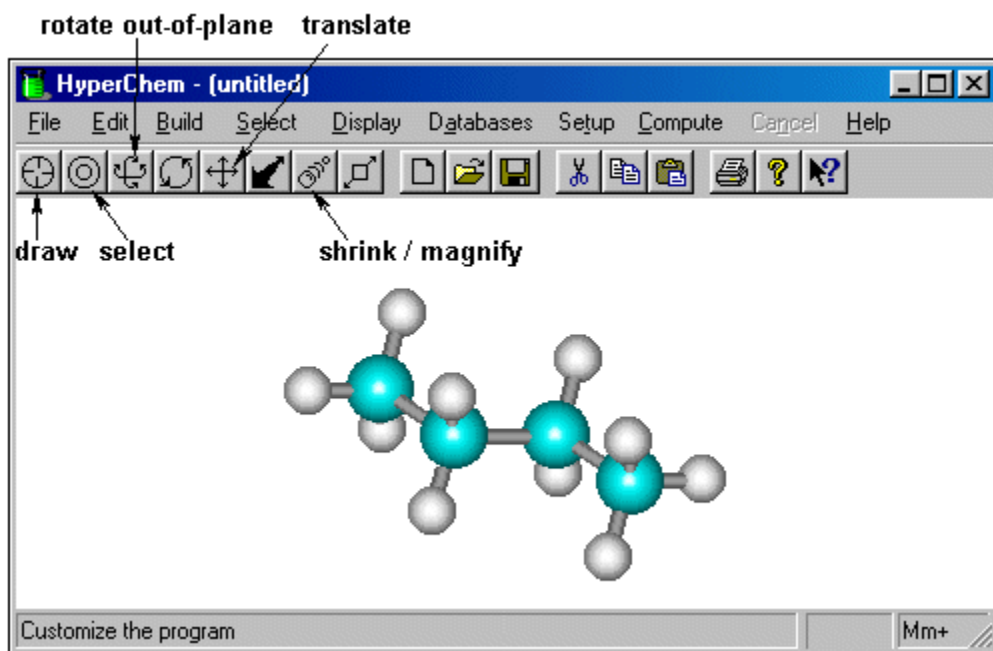 rotate out-of-plane translate
HyperChem - (untitled)
File Edit Build Select Display Databases Setup Compute Cancel Help
draw select shrink / magnify
Customize the program Mm+